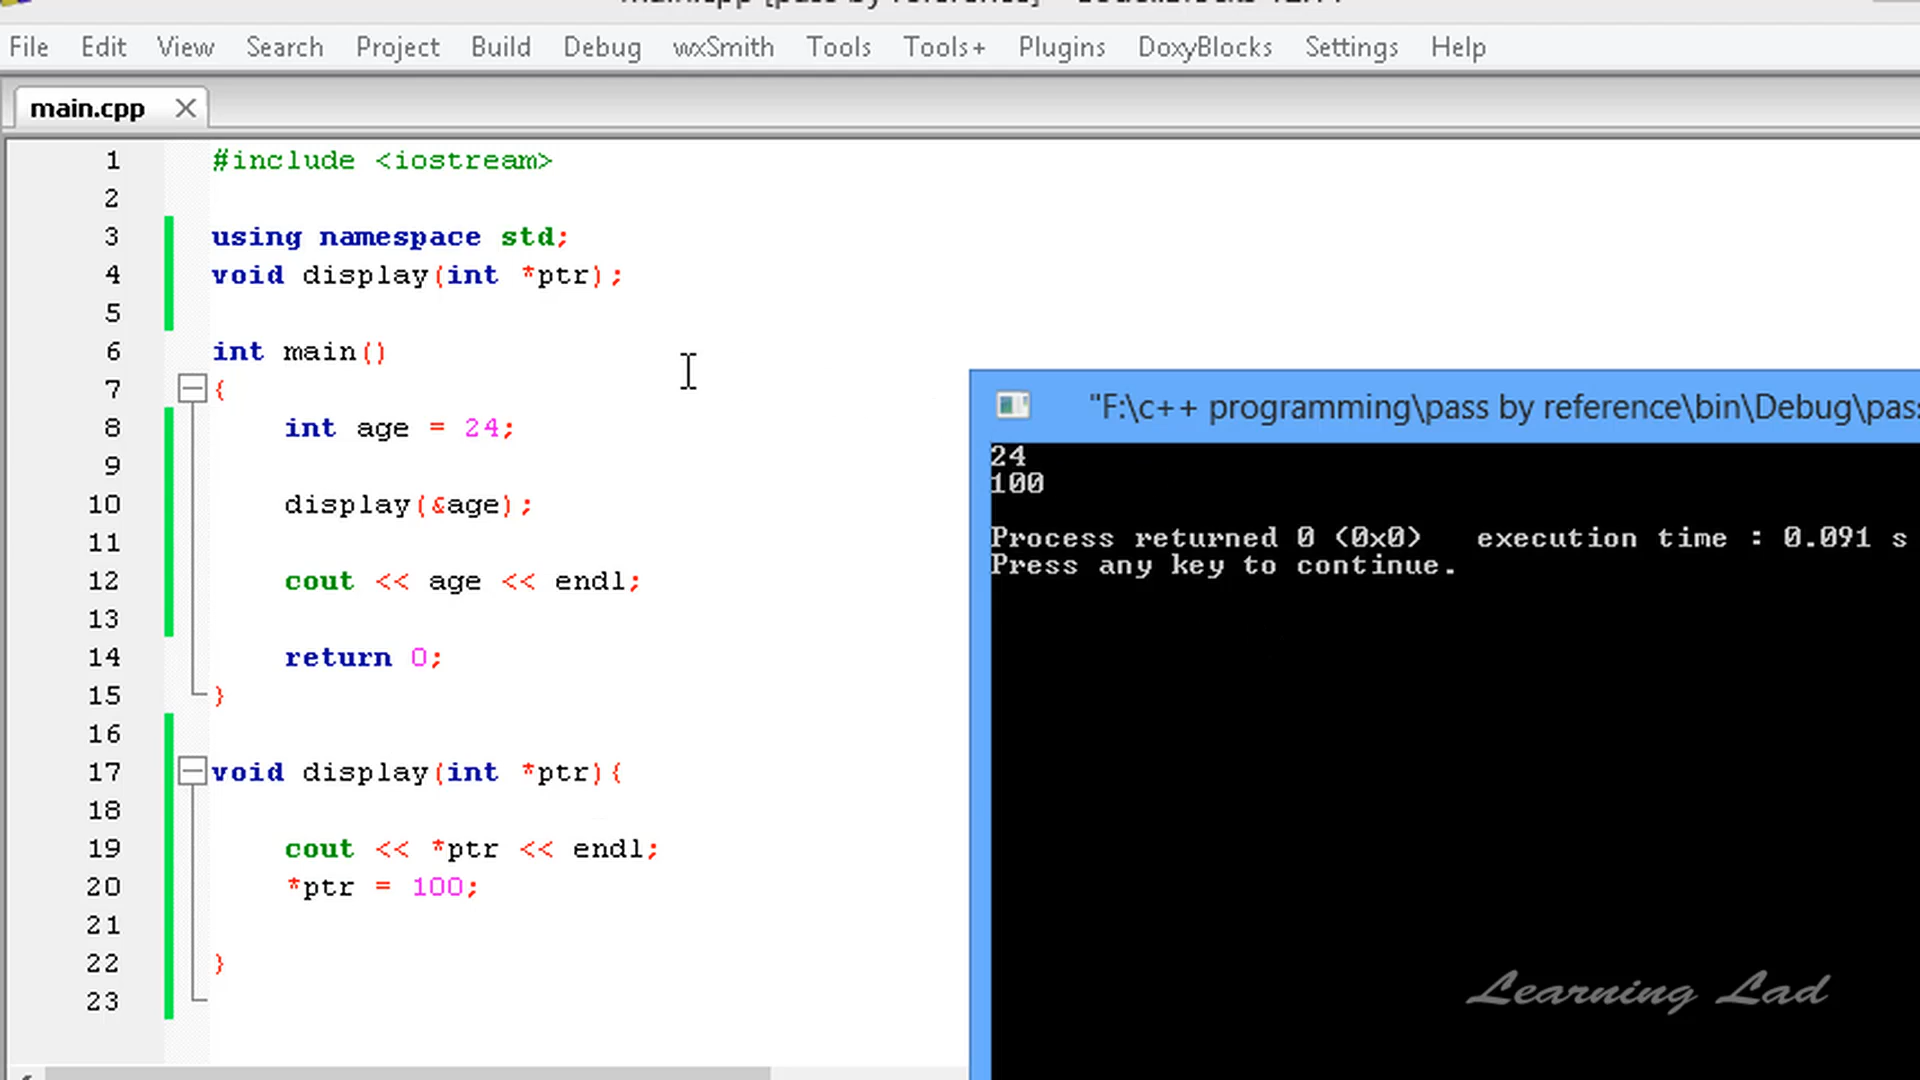 File Edit View Search Project Build Debug wxSmith Tools Tools+ Plugins DoxyBlocks Settings Help
main.cpp
1 #include <iostream>
2
3 using namespace std;
4 void display(int *ptr);
5
6 int main()
7 {
8 int age = 24;
9
10 display(&age);
11
12 cout << age << endl;
13
14 return 0;
15 }
16
17 void display(int *ptr){
18
19 cout << *ptr << endl;
20 *ptr = 100;
21
22 }
23
"F:\c++ programming\pass by reference\bin\Debug\pas
24
100
Process returned 0 (0x0) execution time : 0.091 s
Press any key to continue.
Learning Lad